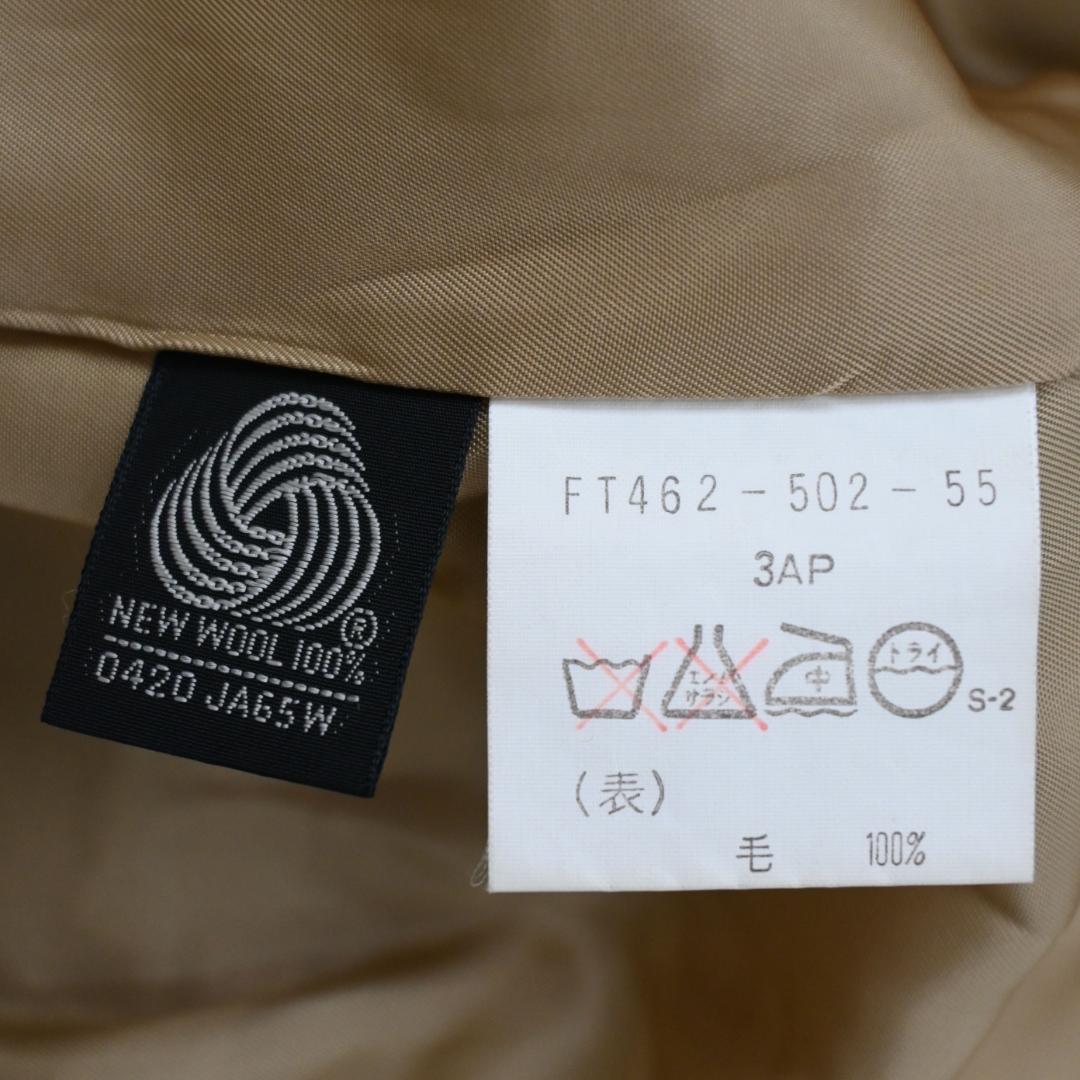 NEW WOOL 100% ®
0420 JA65W
FT462-502-55
3AP
エンソ
サラシ
中
ドライ
S-2
(表)
毛 100%